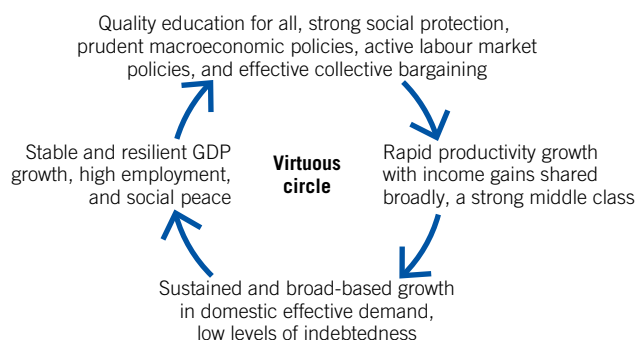 Quality education for all, strong social protection,
prudent macroeconomic policies, active labour market
policies, and effective collective bargaining
Stable and resilient GDP
growth, high employment,
and social peace
Virtuous
circle
Rapid productivity growth
with income gains shared
broadly, a strong middle class
Sustained and broad-based growth
in domestic effective demand,
low levels of indebtedness